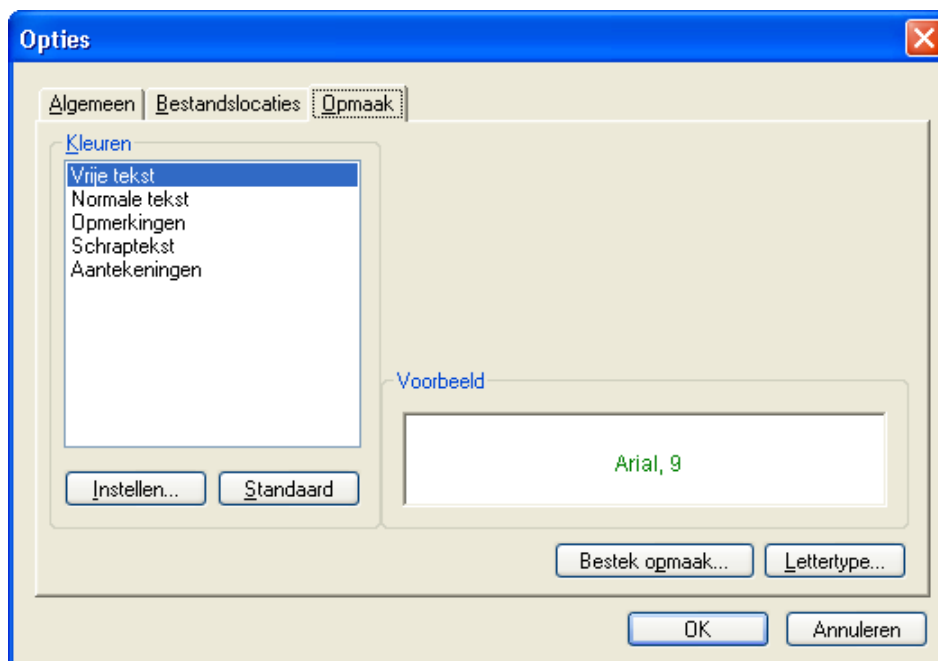 Opties
Algemeen Bestandslocaties Opmaak
Kleuren
Vrije tekst
Normale tekst
Opmerkingen
Schraptekst
Aantekeningen
Voorbeeld
Arial, 9
Instellen... Standaard
Bestek opmaak... Lettertype...
OK Annuleren